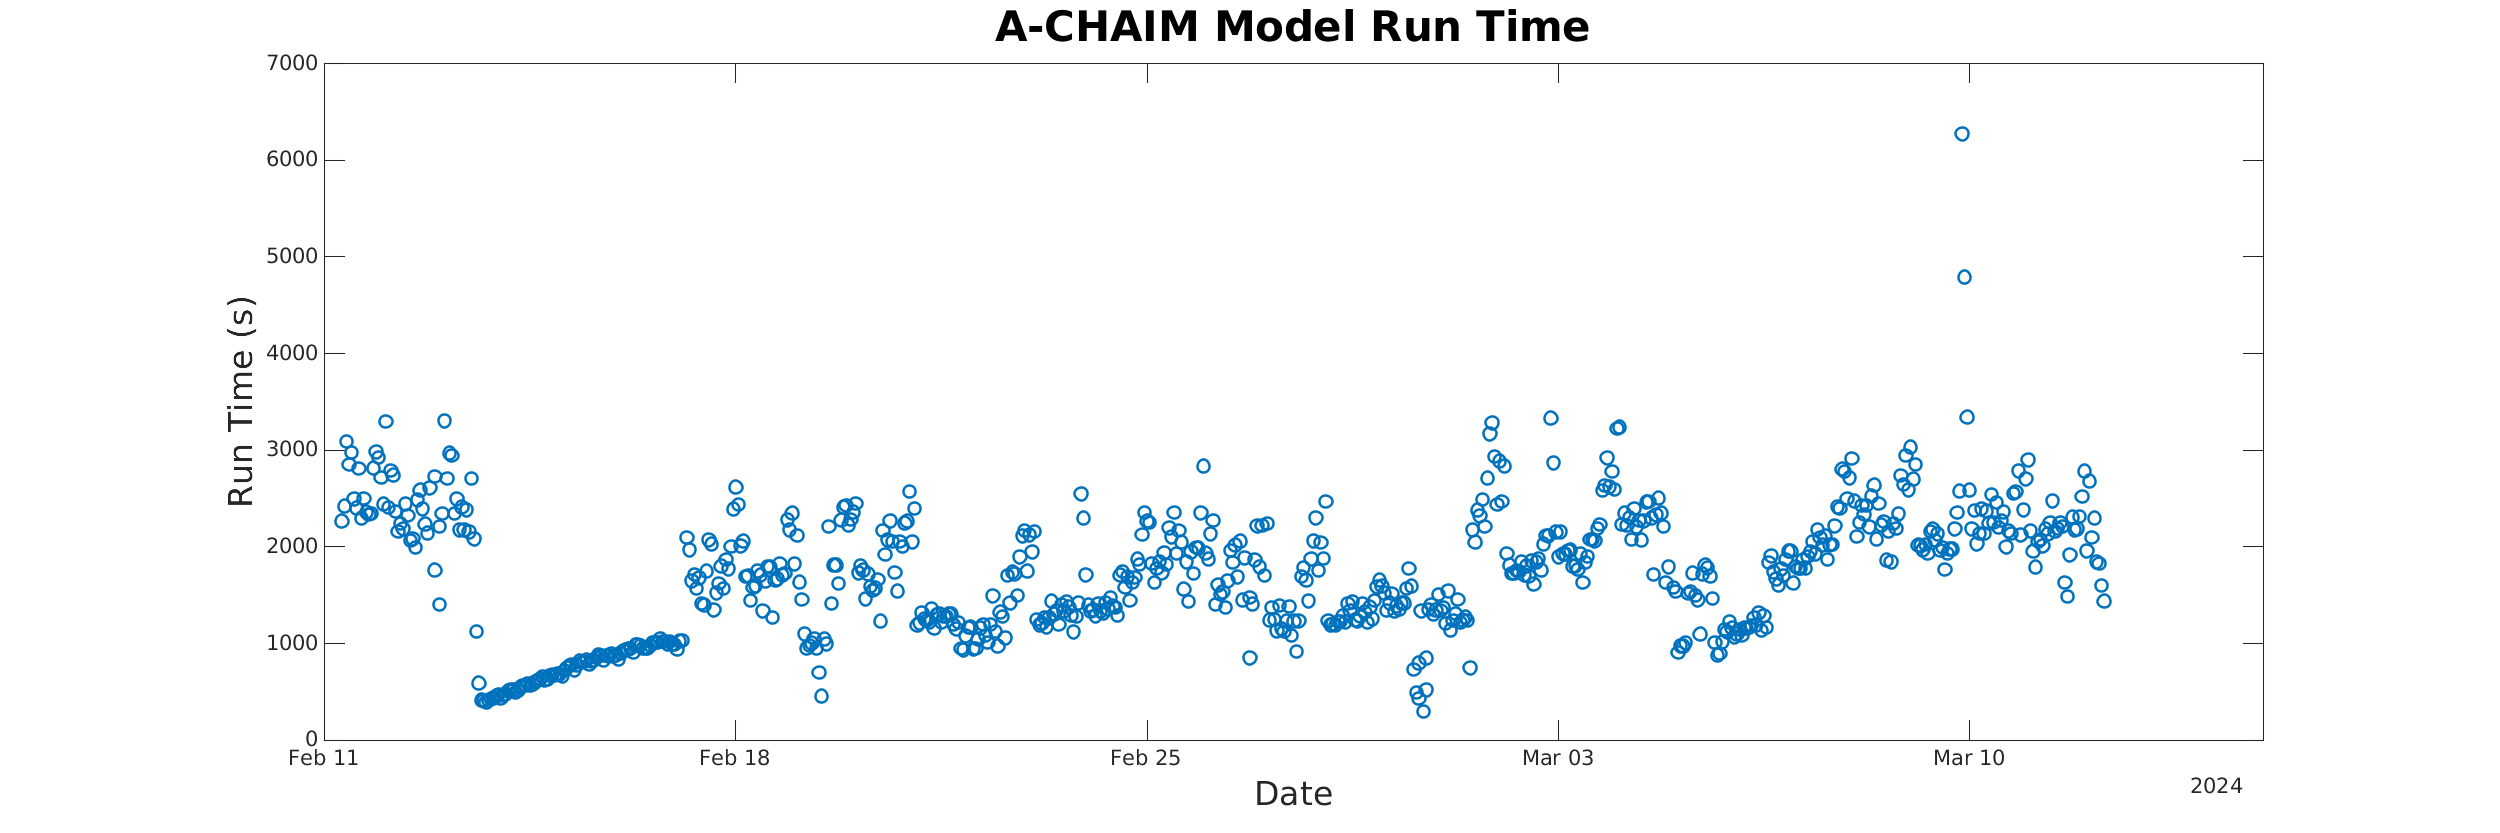 A-CHAIM Model Run Time
7000
6000
5000
4000
3000
2000
1000
0
Run Time (s)
Feb 11
Feb 18
Feb 25
Mar 03
Mar 10
2024
Date